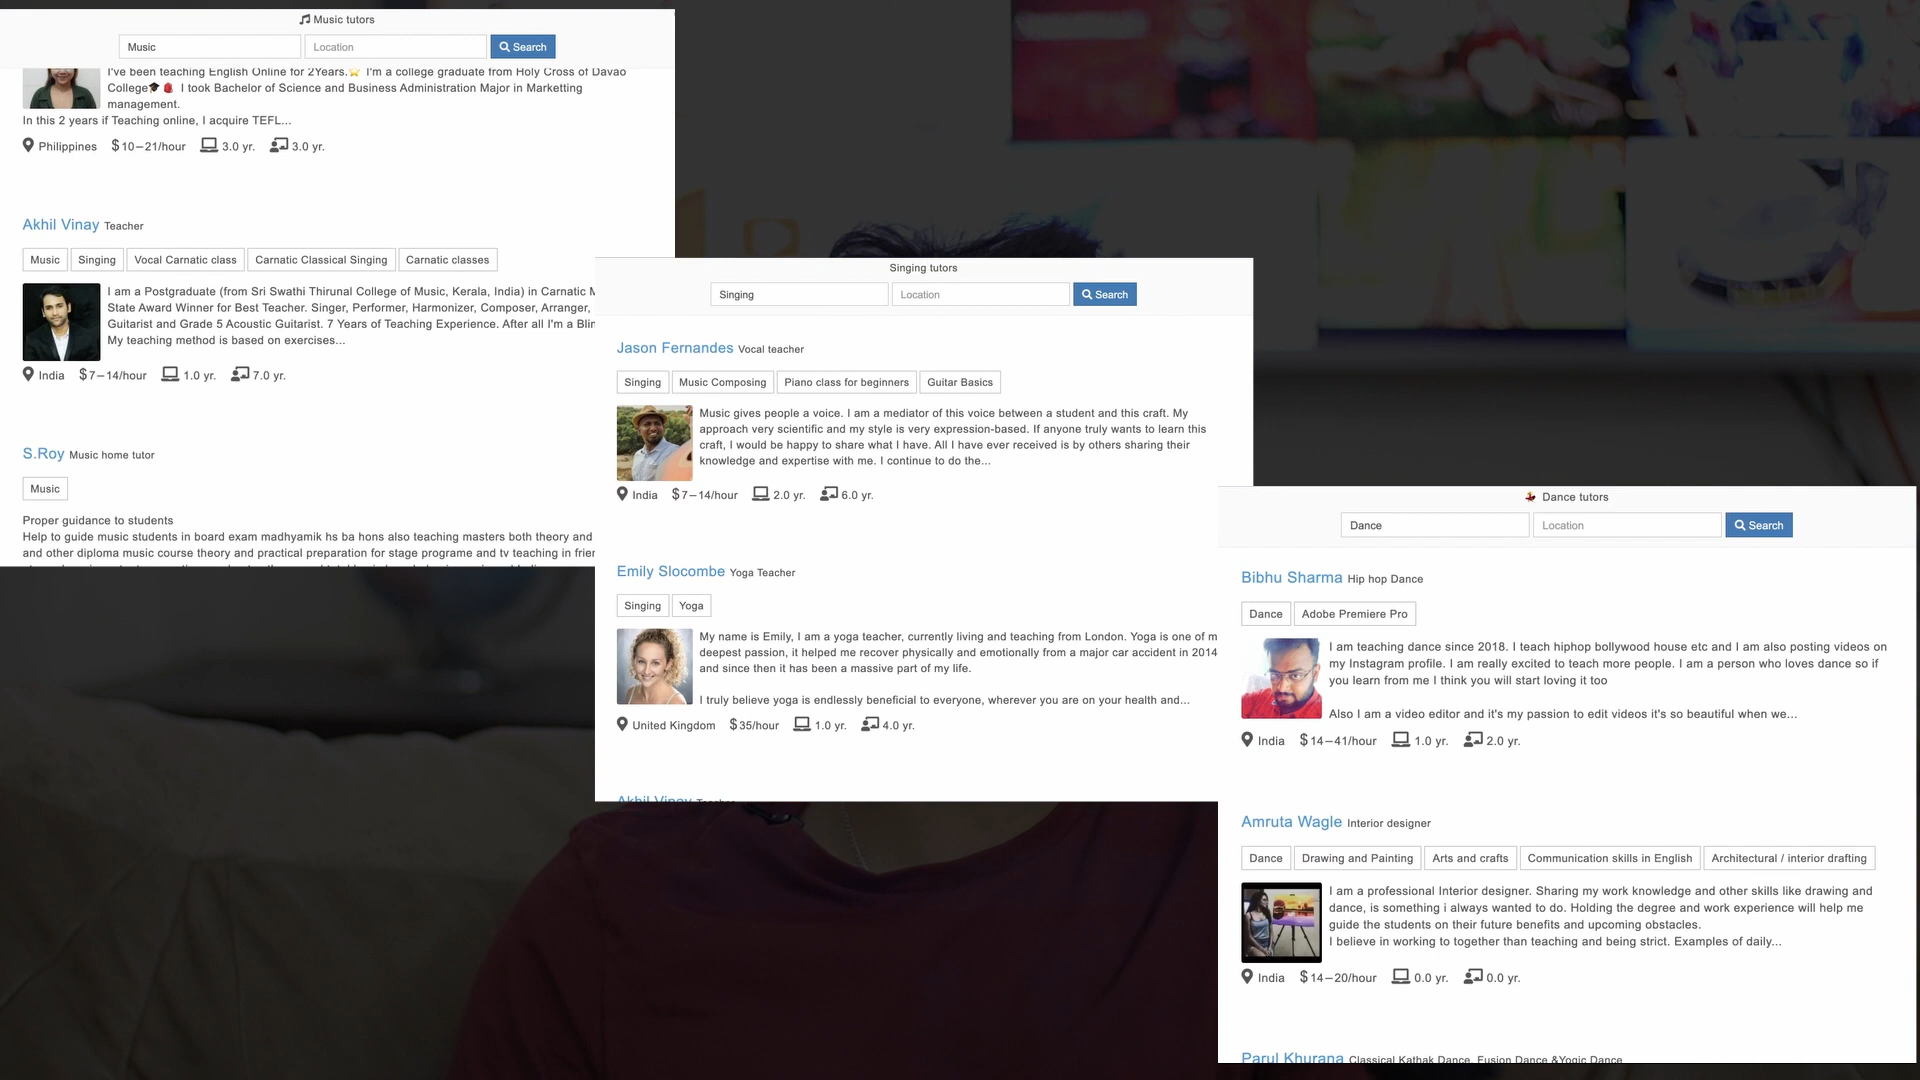 Music tutors
Music
Location
Search
I've been teaching English Online for 2Years.⭐ I'm a college graduate from Holy Cross of Davao
College🎓🎒 I took Bachelor of Science and Business Administration Major in Marketting
management.
In this 2 years if Teaching online, I acquire TEFL...
Philippines $10–21/hour 3.0 yr. 3.0 yr.
Akhil Vinay Teacher
Music Singing Vocal Carnatic class Carnatic Classical Singing Carnatic classes
I am a Postgraduate (from Sri Swathi Thirunal College of Music, Kerala, India) in Carnatic
State Award Winner for Best Teacher. Singer, Performer, Harmonizer, Composer, Arranger,
Guitarist and Grade 5 Acoustic Guitarist. 7 Years of Teaching Experience. After all I'm a
My teaching method is based on exercises...
India $7–14/hour 1.0 yr. 7.0 yr.
S.Roy Music home tutor
Music
Proper guidance to students
Help to guide music students in board exam madhyamik hs ba hons also teaching masters both theory and
and other diploma music course theory and practical preparation for stage programe and tv teaching in
Singing tutors
Singing
Location
Search
Jason Fernandes Vocal teacher
Singing Music Composing Piano class for beginners Guitar Basics
Music gives people a voice. I am a mediator of this voice between a student and this craft. My
approach very scientific and my style is very expression-based. If anyone truly wants to learn this
craft, I would be happy to share what I have. All I have ever received is by others sharing their
knowledge and expertise with me. I continue to do the...
India $7–14/hour 2.0 yr. 6.0 yr.
Emily Slocombe Yoga Teacher
Singing Yoga
My name is Emily, I am a yoga teacher, currently living and teaching from London. Yoga is one of m
deepest passion, it helped me recover physically and emotionally from a major car accident in 2014
and since then it has been a massive part of my life.
I truly believe yoga is endlessly beneficial to everyone, wherever you are on your health and...
United Kingdom $35/hour 1.0 yr. 4.0 yr.
Akhil Vinay Teacher
Dance tutors
Dance
Location
Search
Bibhu Sharma Hip hop Dance
Dance Adobe Premiere Pro
I am teaching dance since 2018. I teach hiphop bollywood house etc and I am also posting videos on
my Instagram profile. I am really excited to teach more people. I am a person who loves dance so if
you learn from me I think you will start loving it too
Also I am a video editor and it's my passion to edit videos it's so beautiful when we...
India $14–41/hour 1.0 yr. 2.0 yr.
Amruta Wagle Interior designer
Dance Drawing and Painting Arts and crafts Communication skills in English Architectural / interior drafting
I am a professional Interior designer. Sharing my work knowledge and other skills like drawing and
dance, is something i always wanted to do. Holding the degree and work experience will help me
guide the students on their future benefits and upcoming obstacles.
I believe in working to together than teaching and being strict. Examples of daily...
India $14–20/hour 0.0 yr. 0.0 yr.
Parul Khurana Classical Kathak Dance, Fusion Dance &Yogic Dance